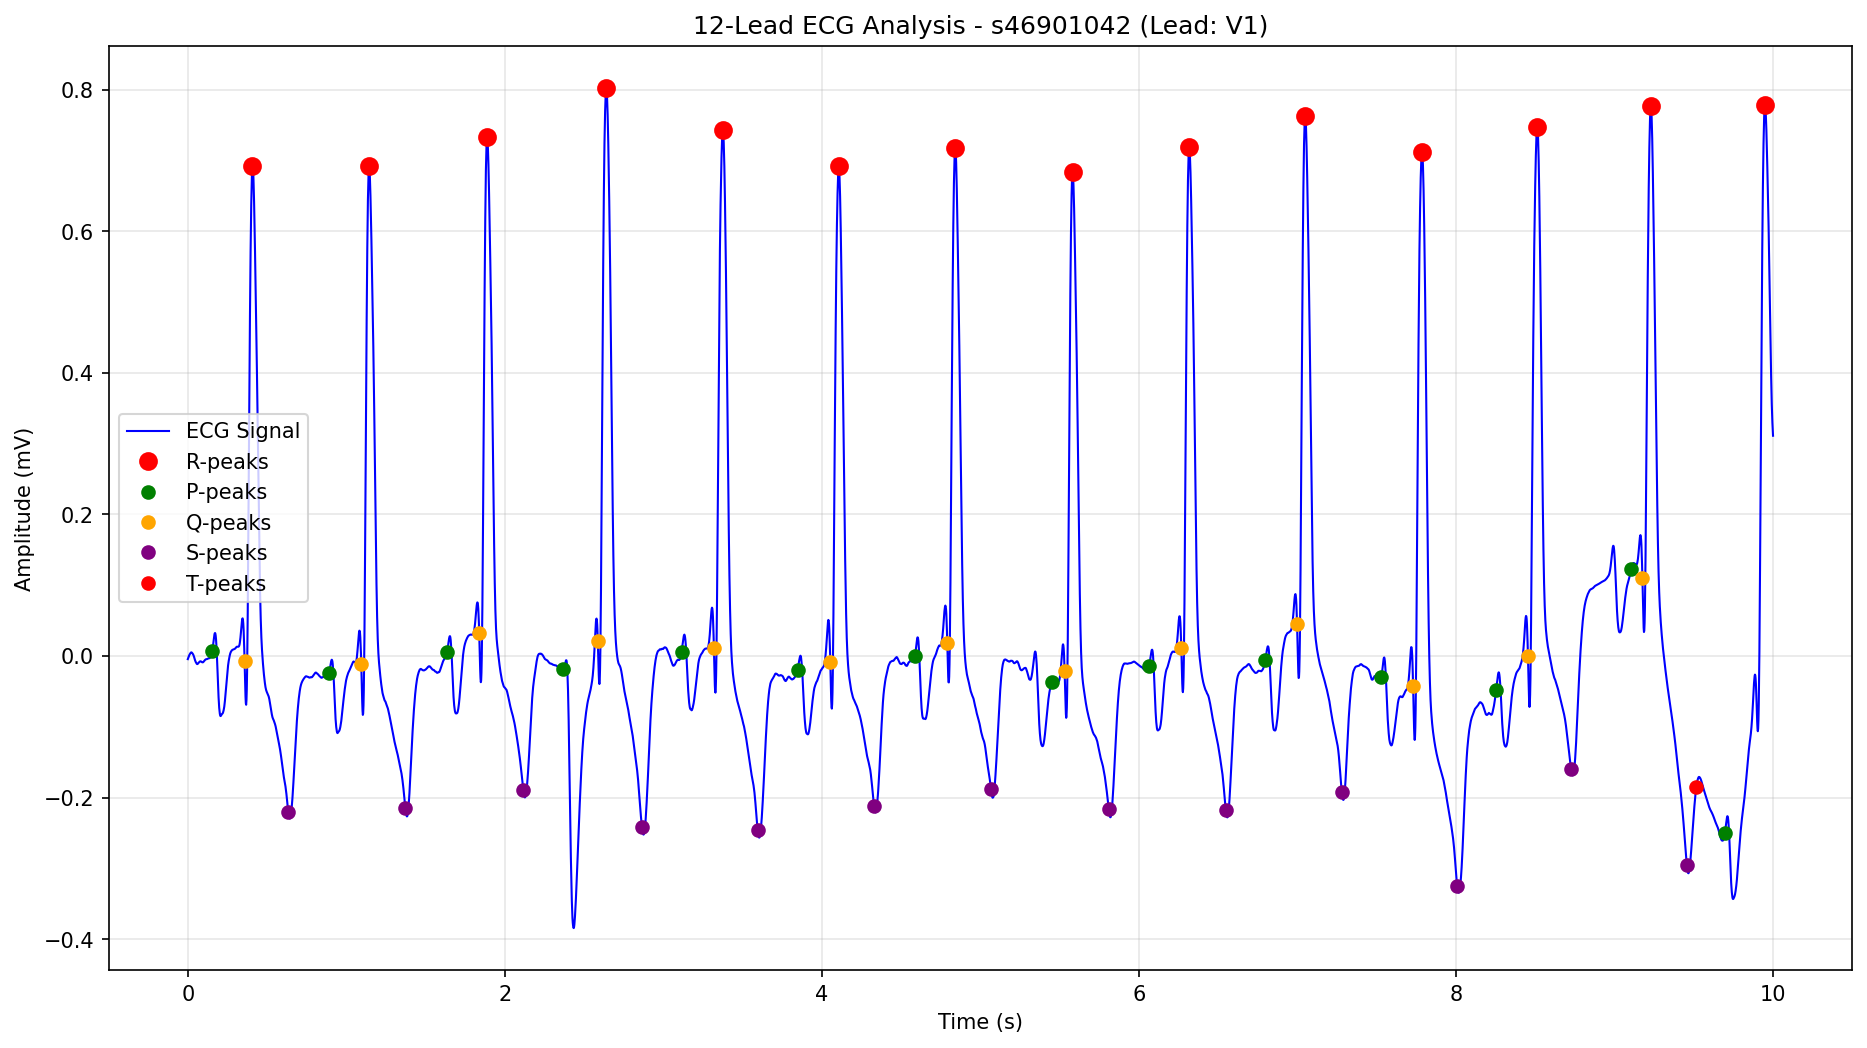 12-Lead ECG Analysis - s46901042 (Lead: V1)
Amplitude (mV)
0.8
0.6
0.4
0.2
0.0
−0.2
−0.4
ECG Signal
R-peaks
P-peaks
Q-peaks
S-peaks
T-peaks
0 2 4 6 8 10
Time (s)